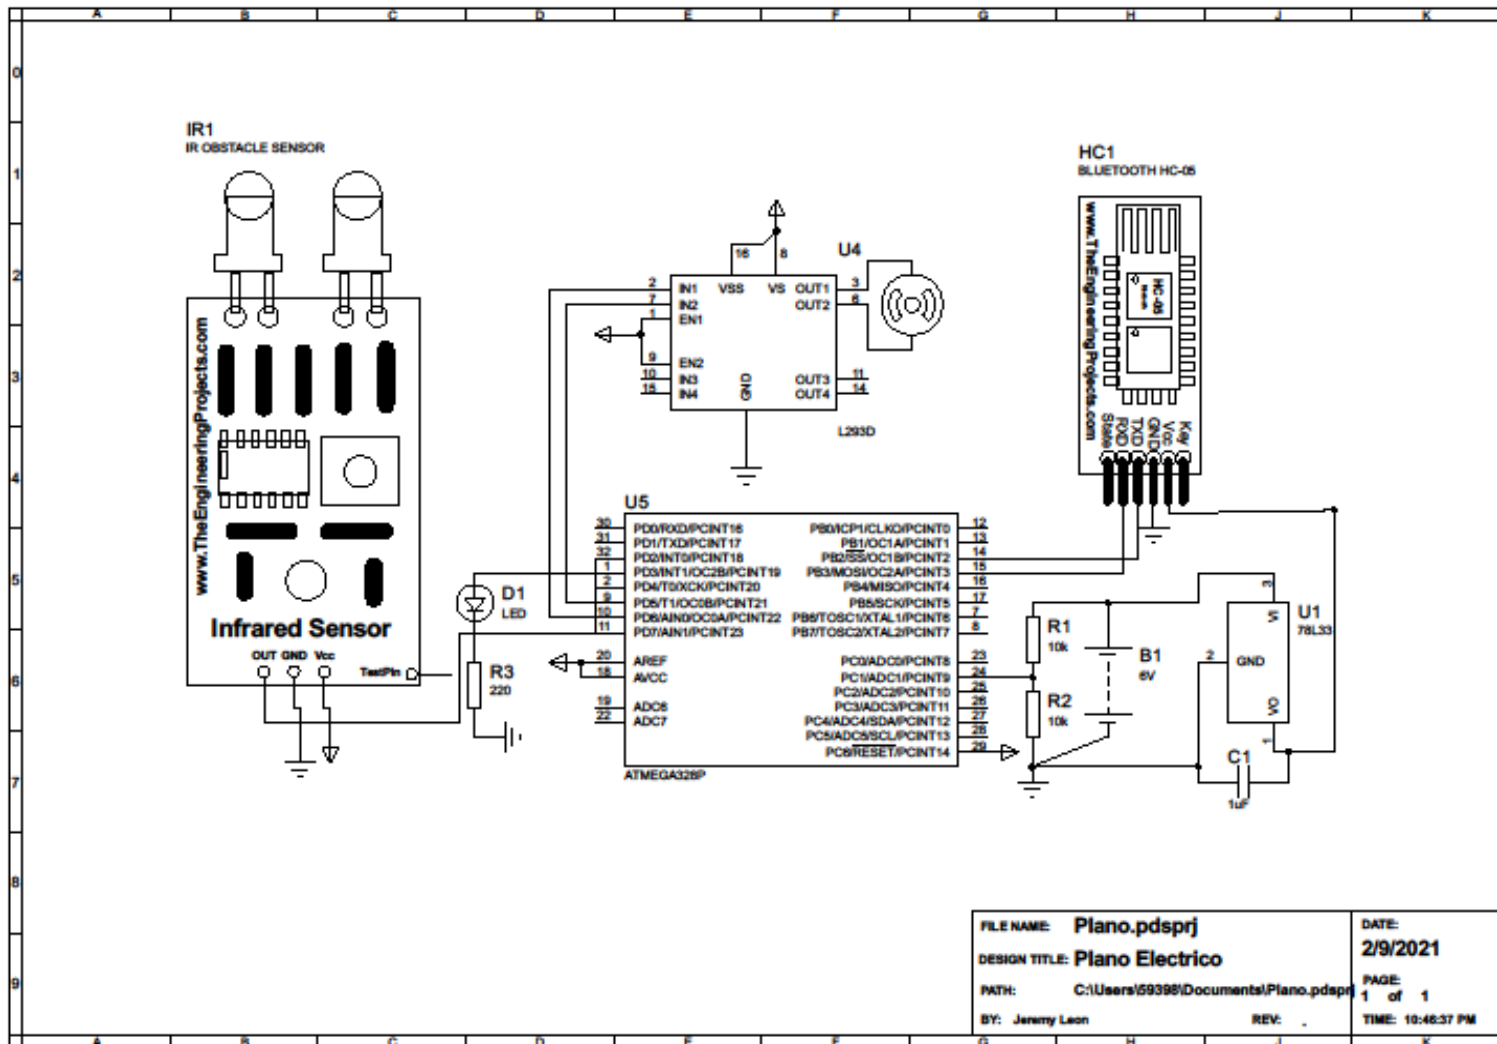 A B C D E F G H J K
0
1
2
3
4
5
6
7
8
9
IR1
IR OBSTACLE SENSOR
www.TheEngineeringProjects.com
Infrared Sensor
OUT GND Vcc
TestPin
D1
LED
R3
220
U4
16 8
2 IN1 VSS VS OUT1 3
7 IN2 OUT2 6
1 EN1
9 EN2
10 IN3 GND OUT3 11
15 IN4 OUT4 14
L293D
HC1
BLUETOOTH HC-05
www.TheEngineeringProjects.com
HC-05
State RXD TXD GND Vcc Key
U5
30 PD0/RXD/PCINT16 PB0/ICP1/CLKO/PCINT0 12
31 PD1/TXD/PCINT17 PB1/OC1A/PCINT1 13
32 PD2/INT0/PCINT18 PB2/SS/OC1B/PCINT2 14
1 PD3/INT1/OC2B/PCINT19 PB3/MOSI/OC2A/PCINT3 15
2 PD4/T0/XCK/PCINT20 PB4/MISO/PCINT4 16
9 PD5/T1/OC0B/PCINT21 PB5/SCK/PCINT5 17
10 PD6/AIN0/OC0A/PCINT22 PB6/TOSC1/XTAL1/PCINT6 7
11 PD7/AIN1/PCINT23 PB7/TOSC2/XTAL2/PCINT7 8
20 AREF PC0/ADC0/PCINT8 23
18 AVCC PC1/ADC1/PCINT9 24
PC2/ADC2/PCINT10 25
19 ADC6 PC3/ADC3/PCINT11 26
22 ADC7 PC4/ADC4/SDA/PCINT12 27
PC5/ADC5/SCL/PCINT13 28
PC6/RESET/PCINT14 29
ATMEGA328P
R1
10k
R2
10k
B1
6V
U1
78L33
3 VI
2 GND
VO 1
C1
1uF
FILE NAME: Plano.pdsprj
DESIGN TITLE: Plano Electrico
PATH: C:\Users\59398\Documents\Plano.pdsprj
BY: Jeremy Leon REV: .
DATE:
2/9/2021
PAGE:
1 of 1
TIME: 10:46:37 PM
A B C D E F G H J K